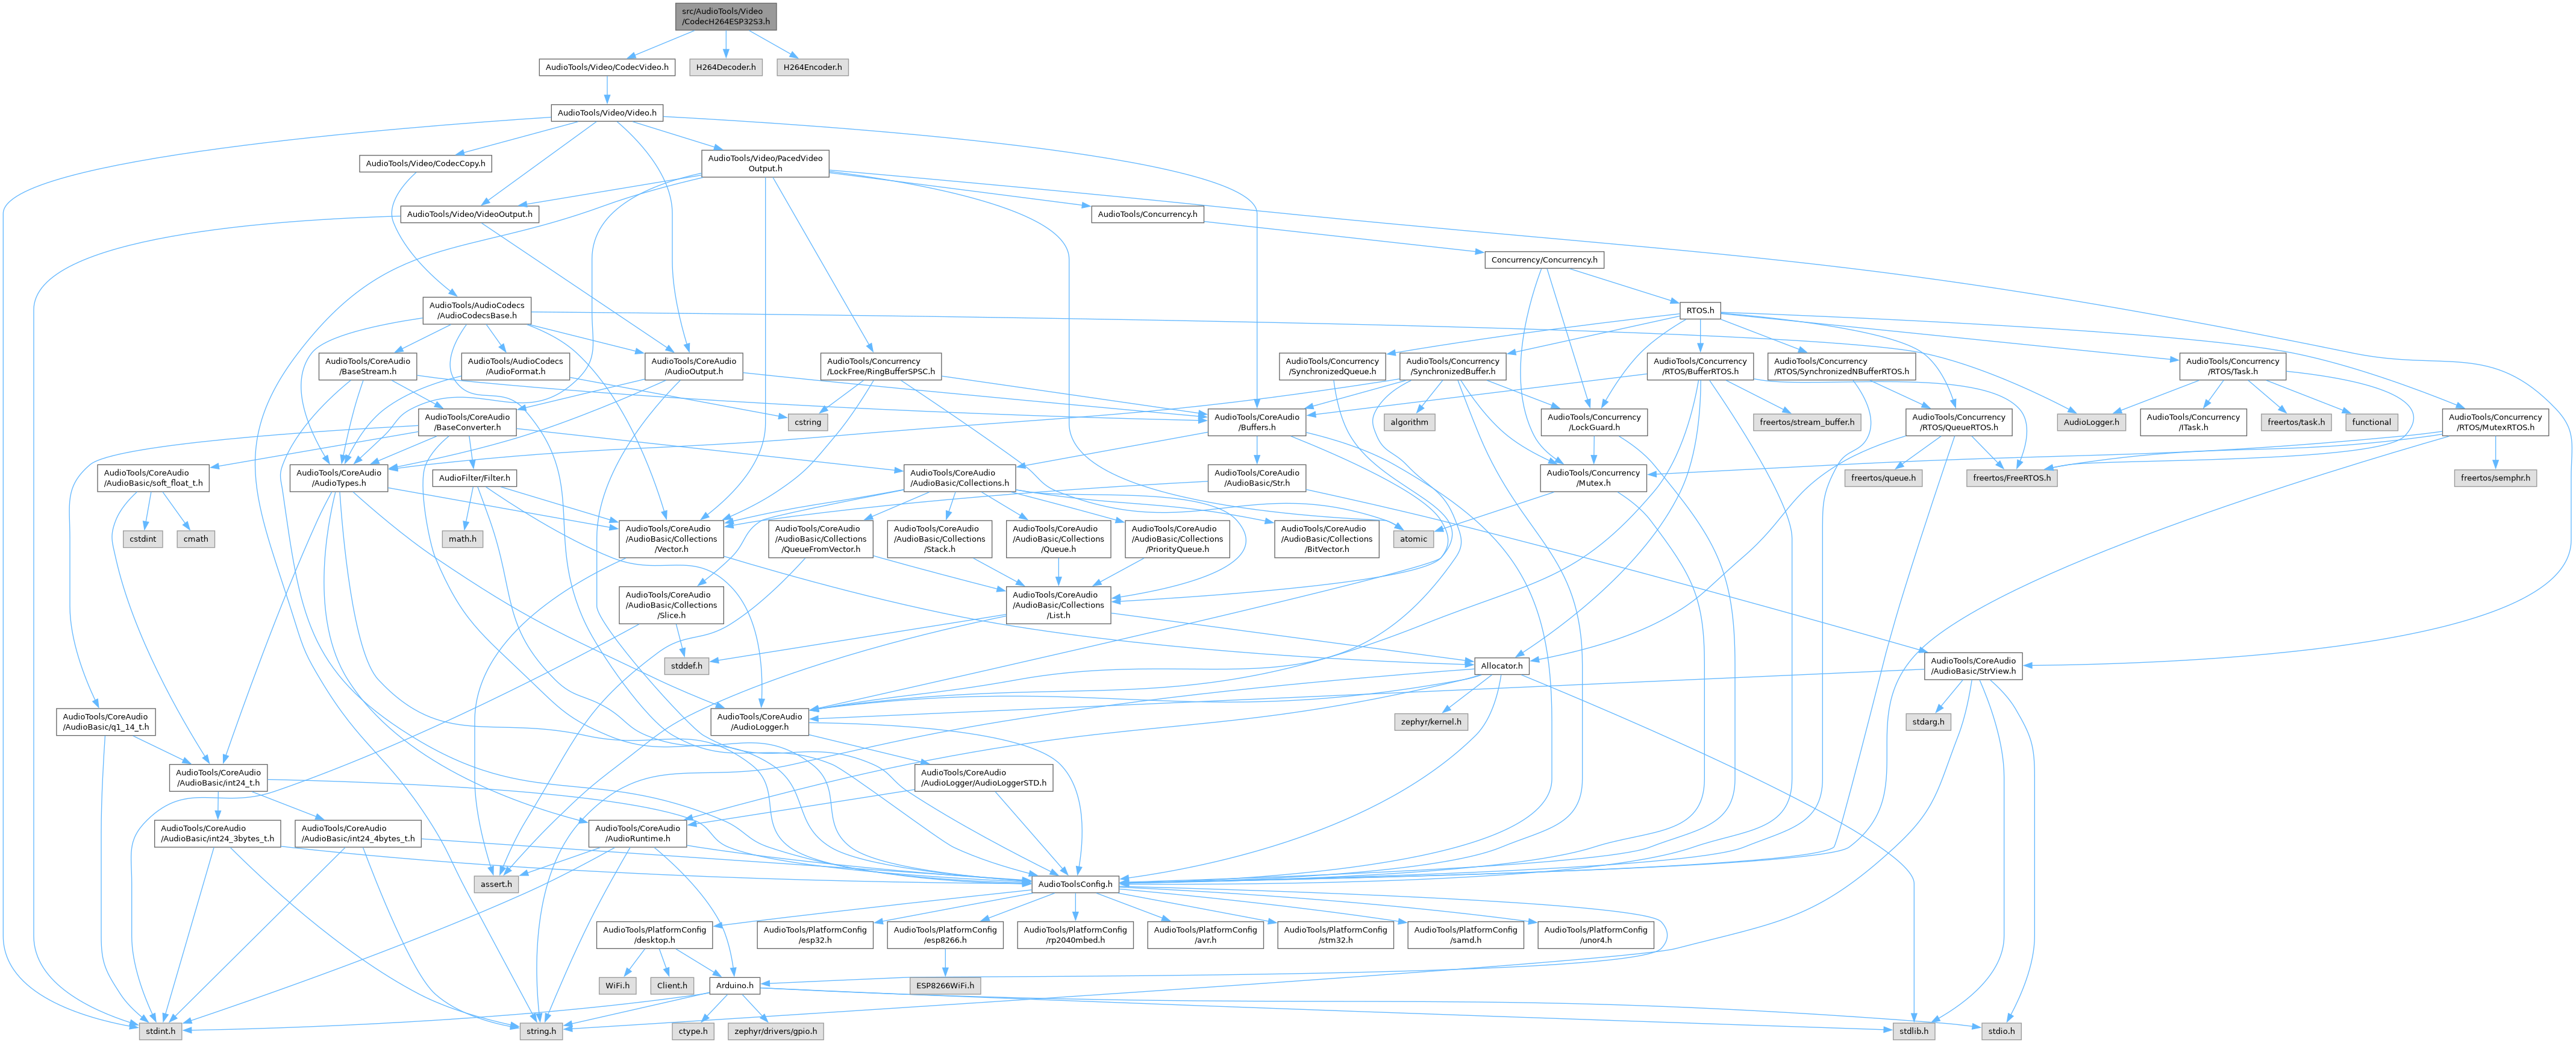 src/AudioTools/Video
/CodecH264ESP32S3.h
AudioTools/Video/CodecVideo.h
H264Decoder.h
H264Encoder.h
AudioTools/Video/Video.h
AudioTools/Video/CodecCopy.h
AudioTools/Video/PacedVideo
Output.h
AudioTools/Video/VideoOutput.h
AudioTools/Concurrency.h
Concurrency/Concurrency.h
AudioTools/AudioCodecs
/AudioCodecsBase.h
RTOS.h
AudioTools/CoreAudio
/BaseStream.h
AudioTools/AudioCodecs
/AudioFormat.h
AudioTools/CoreAudio
/AudioOutput.h
AudioTools/Concurrency
/LockFree/RingBufferSPSC.h
AudioTools/Concurrency
/SynchronizedQueue.h
AudioTools/Concurrency
/SynchronizedBuffer.h
AudioTools/Concurrency
/RTOS/BufferRTOS.h
AudioTools/Concurrency
/RTOS/SynchronizedNBufferRTOS.h
AudioTools/Concurrency
/RTOS/Task.h
AudioTools/CoreAudio
/BaseConverter.h
cstring
AudioTools/CoreAudio
/Buffers.h
algorithm
AudioTools/Concurrency
/LockGuard.h
freertos/stream_buffer.h
AudioTools/Concurrency
/RTOS/QueueRTOS.h
AudioLogger.h
AudioTools/Concurrency
/ITask.h
freertos/task.h
functional
AudioTools/Concurrency
/RTOS/MutexRTOS.h
AudioTools/CoreAudio
/AudioBasic/soft_float_t.h
AudioTools/CoreAudio
/AudioTypes.h
AudioFilter/Filter.h
AudioTools/CoreAudio
/AudioBasic/Collections.h
AudioTools/CoreAudio
/AudioBasic/Str.h
AudioTools/Concurrency
/Mutex.h
freertos/queue.h
freertos/FreeRTOS.h
freertos/semphr.h
cstdint
cmath
math.h
AudioTools/CoreAudio
/AudioBasic/Collections
/Vector.h
AudioTools/CoreAudio
/AudioBasic/Collections
/QueueFromVector.h
AudioTools/CoreAudio
/AudioBasic/Collections
/Stack.h
AudioTools/CoreAudio
/AudioBasic/Collections
/Queue.h
AudioTools/CoreAudio
/AudioBasic/Collections
/PriorityQueue.h
AudioTools/CoreAudio
/AudioBasic/Collections
/BitVector.h
atomic
AudioTools/CoreAudio
/AudioBasic/Collections
/Slice.h
AudioTools/CoreAudio
/AudioBasic/Collections
/List.h
stddef.h
Allocator.h
AudioTools/CoreAudio
/AudioBasic/StrView.h
AudioTools/CoreAudio
/AudioBasic/q1_14_t.h
AudioTools/CoreAudio
/AudioLogger.h
zephyr/kernel.h
stdarg.h
AudioTools/CoreAudio
/AudioBasic/int24_t.h
AudioTools/CoreAudio
/AudioLogger/AudioLoggerSTD.h
AudioTools/CoreAudio
/AudioBasic/int24_3bytes_t.h
AudioTools/CoreAudio
/AudioBasic/int24_4bytes_t.h
AudioTools/CoreAudio
/AudioRuntime.h
assert.h
AudioToolsConfig.h
AudioTools/PlatformConfig
/desktop.h
AudioTools/PlatformConfig
/esp32.h
AudioTools/PlatformConfig
/esp8266.h
AudioTools/PlatformConfig
/rp2040mbed.h
AudioTools/PlatformConfig
/avr.h
AudioTools/PlatformConfig
/stm32.h
AudioTools/PlatformConfig
/samd.h
AudioTools/PlatformConfig
/unor4.h
WiFi.h
Client.h
Arduino.h
ESP8266WiFi.h
stdint.h
string.h
ctype.h
zephyr/drivers/gpio.h
stdlib.h
stdio.h